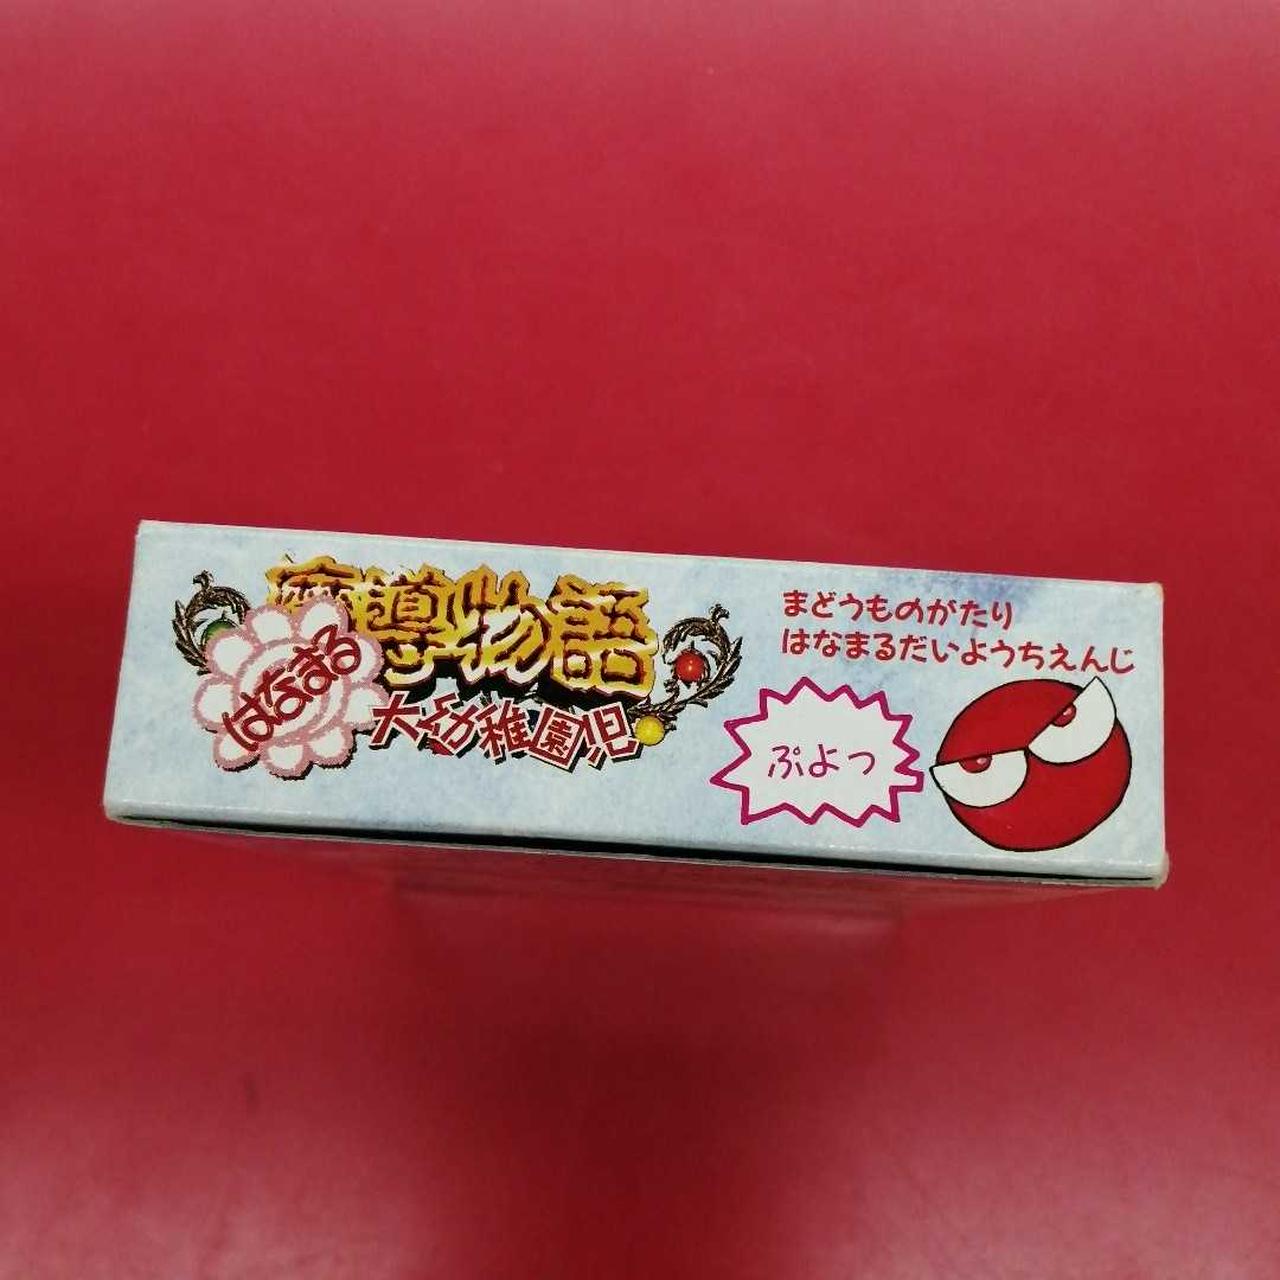 魔導物語
はなまる
大幼稚園児
まどうものがたり
はなまるだいようちえんじ
ぷよっ